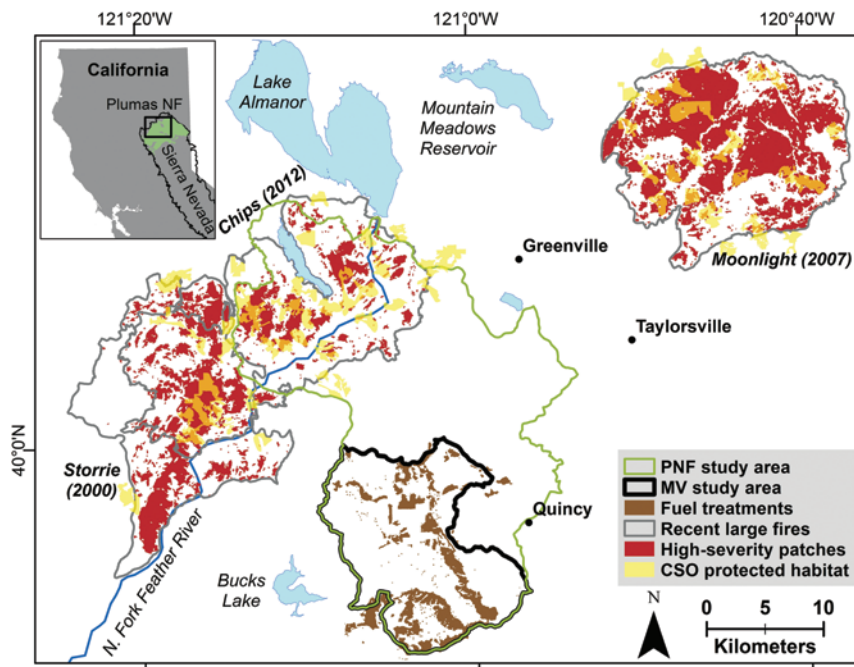 121°20'W
121°0'W
120°40'W
California
Plumas NF
Sierra Nevada
Lake
Almanor
Mountain
Meadows
Reservoir
Chips (2012)
Greenville
Moonlight (2007)
Taylorsville
40°0'N
Storrie
(2000)
Quincy
N. Fork Feather River
Bucks
Lake
PNF study area
MV study area
Fuel treatments
Recent large fires
High-severity patches
CSO protected habitat
N
0 5 10
Kilometers